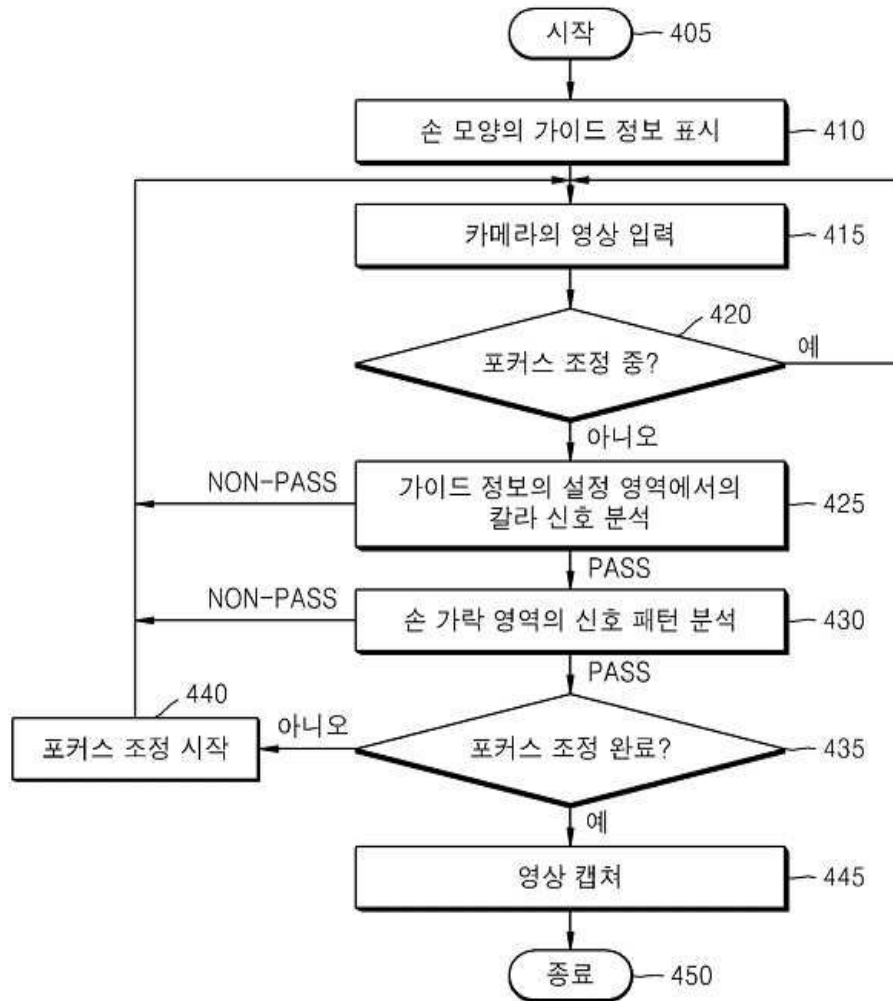 시작
405
손 모양의 가이드 정보 표시
410
카메라의 영상 입력
415
420
포커스 조정 중?
예
아니오
NON-PASS
가이드 정보의 설정 영역에서의
칼라 신호 분석
425
PASS
NON-PASS
손 가락 영역의 신호 패턴 분석
430
PASS
440
포커스 조정 시작
아니오
포커스 조정 완료?
435
예
영상 캡쳐
445
종료
450